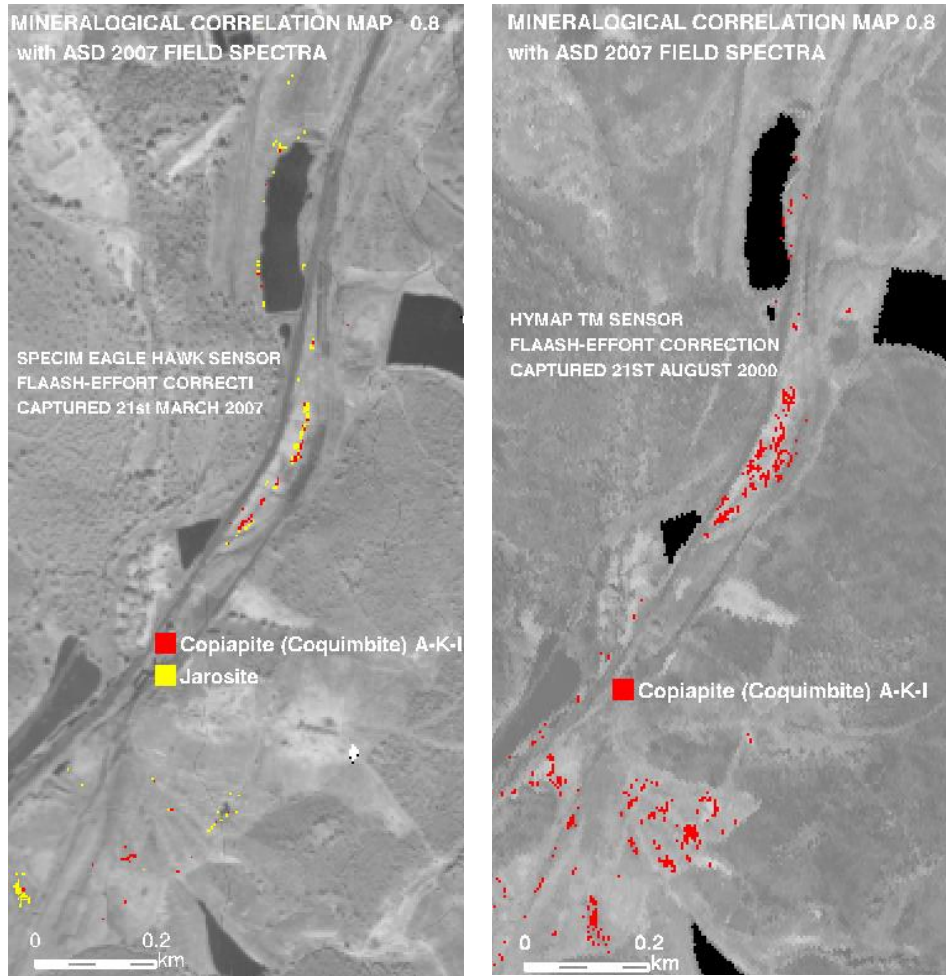 MINERALOGICAL CORRELATION MAP 0.8
with ASD 2007 FIELD SPECTRA
SPECIM EAGLE HAWK SENSOR
FLAASH-EFFORT CORRECTI
CAPTURED 21st MARCH 2007
Copiapite (Coquimbite) A-K-I
Jarosite
0 0.2
km
MINERALOGICAL CORRELATION MAP 0.8
with ASD 2007 FIELD SPECTRA
HYMAP TM SENSOR
FLAASH-EFFORT CORRECTION
CAPTURED 21ST AUGUST 2000
Copiapite (Coquimbite) A-K-I
0 0.2
km